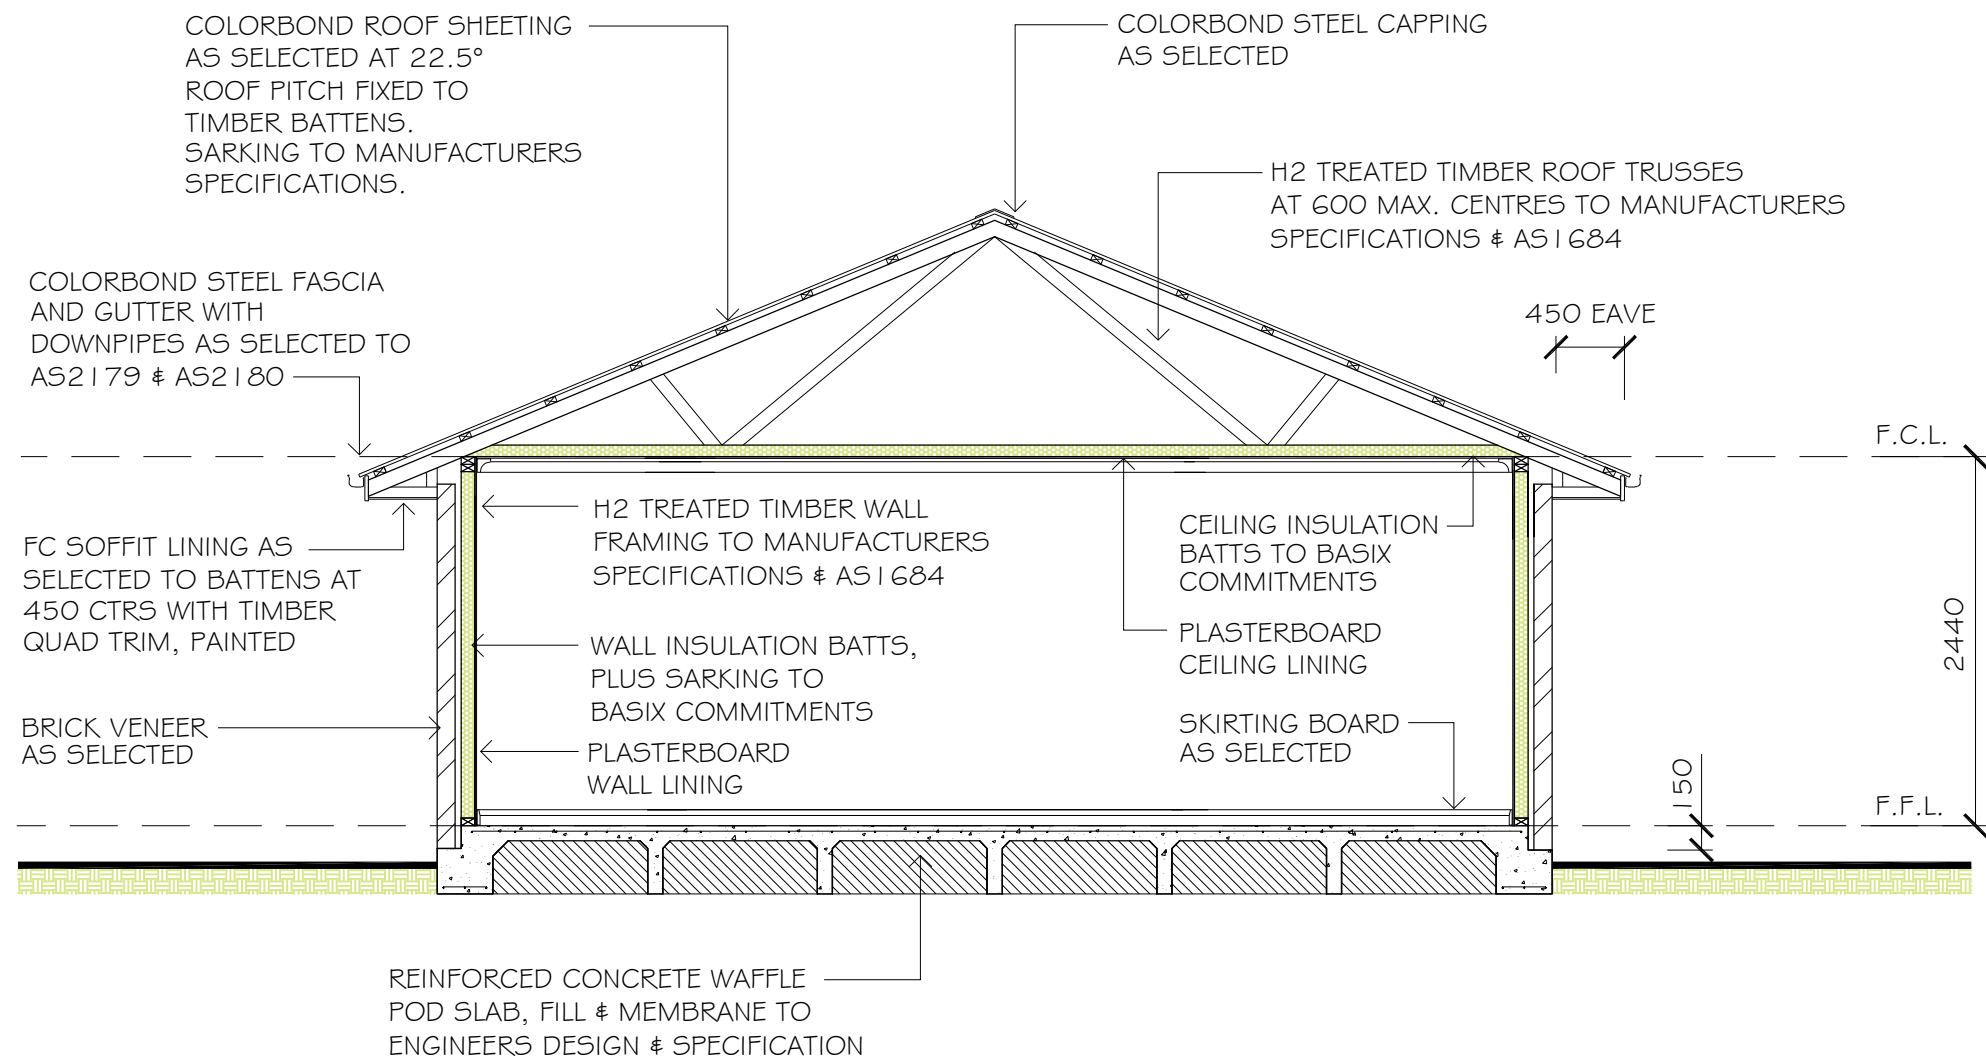 COLORBOND ROOF SHEETING
AS SELECTED AT 22.5°
ROOF PITCH FIXED TO
TIMBER BATTENS.
SARKING TO MANUFACTURERS
SPECIFICATIONS.
COLORBOND STEEL CAPPING
AS SELECTED
H2 TREATED TIMBER ROOF TRUSSES
AT 600 MAX. CENTRES TO MANUFACTURERS
SPECIFICATIONS & AS1684
COLORBOND STEEL FASCIA
AND GUTTER WITH
DOWNPIPES AS SELECTED TO
AS2179 & AS2180
450 EAVE
F.C.L.
FC SOFFIT LINING AS
SELECTED TO BATTENS AT
450 CTRS WITH TIMBER
QUAD TRIM, PAINTED
H2 TREATED TIMBER WALL
FRAMING TO MANUFACTURERS
SPECIFICATIONS & AS1684
CEILING INSULATION
BATTS TO BASIX
COMMITMENTS
WALL INSULATION BATTS,
PLUS SARKING TO
BASIX COMMITMENTS
PLASTERBOARD
CEILING LINING
2440
BRICK VENEER
AS SELECTED
PLASTERBOARD
WALL LINING
SKIRTING BOARD
AS SELECTED
150
F.F.L.
REINFORCED CONCRETE WAFFLE
POD SLAB, FILL & MEMBRANE TO
ENGINEERS DESIGN & SPECIFICATION